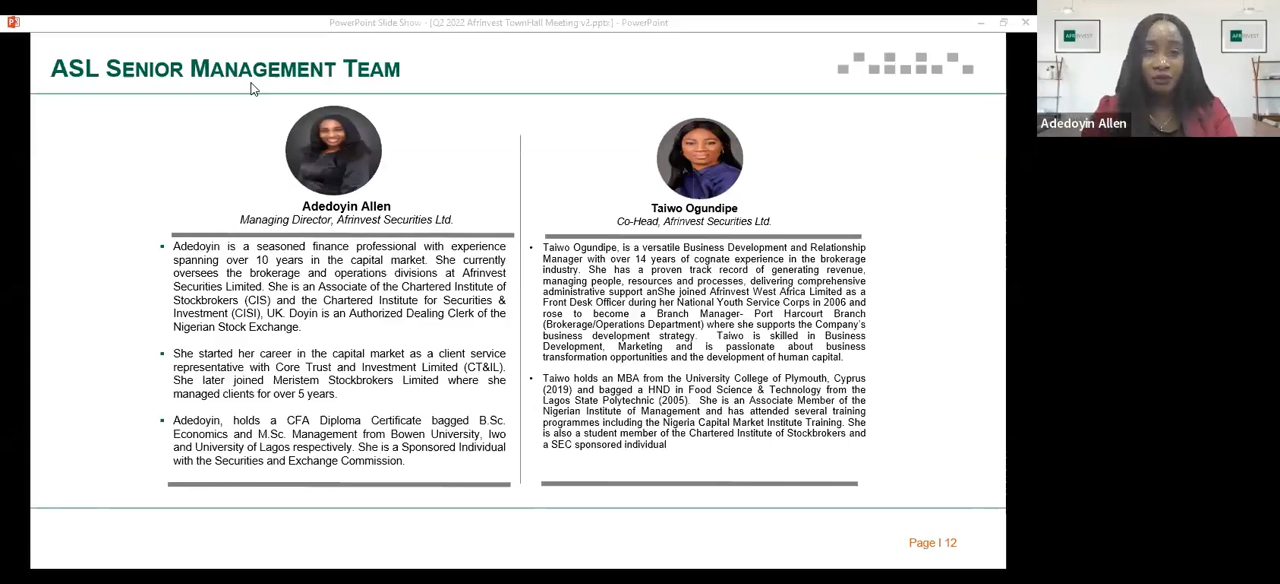 PowerPoint Slide Show - [Q2 2022 Afrinvest TownHall Meeting v3.pptx] - PowerPoint
ASL SENIOR MANAGEMENT TEAM
AFRINVEST
AFRINVEST
Adedoyin Allen
Adedoyin Allen
Managing Director, Afrinvest Securities Ltd.
Adedoyin is a seasoned finance professional with experience
spanning over 10 years in the capital market. She currently
oversees the brokerage and operations divisions at Afrinvest
Securities Limited. She is an Associate of the Chartered Institute of
Stockbrokers (CIS) and the Chartered Institute for Securities &
Investment (CISI), UK. Doyin is an Authorized Dealing Clerk of the
Nigerian Stock Exchange.
She started her career in the capital market as a client service
representative with Core Trust and Investment Limited (CT&IL).
She later joined Meristem Stockbrokers Limited where she
managed clients for over 5 years.
Adedoyin, holds a CFA Diploma Certificate bagged B.Sc.
Economics and M.Sc. Management from Bowen University, Iwo
and University of Lagos respectively. She is a Sponsored Individual
with the Securities and Exchange Commission.
Taiwo Ogundipe
Co-Head, Afrinvest Securities Ltd.
Taiwo Ogundipe, is a versatile Business Development and Relationship
Manager with over 14 years of cognate experience in the brokerage
industry. She has a proven track record of generating revenue,
managing people, resources and processes, delivering comprehensive
administrative support anShe joined Afrinvest West Africa Limited as a
Front Desk Officer during her National Youth Service Corps in 2006 and
rose to become a Branch Manager- Port Harcourt Branch
(Brokerage/Operations Department) where she supports the Company's
business development strategy. Taiwo is skilled in Business
Development, Marketing and is passionate about business
transformation opportunities and the development of human capital.
Taiwo holds an MBA from the University College of Plymouth, Cyprus
(2019) and bagged a HND in Food Science & Technology from the
Lagos State Polytechnic (2005). She is an Associate Member of the
Nigerian Institute of Management and has attended several training
programmes including the Nigeria Capital Market Institute Training. She
is also a student member of the Chartered Institute of Stockbrokers and
a SEC sponsored individual
Page I 12